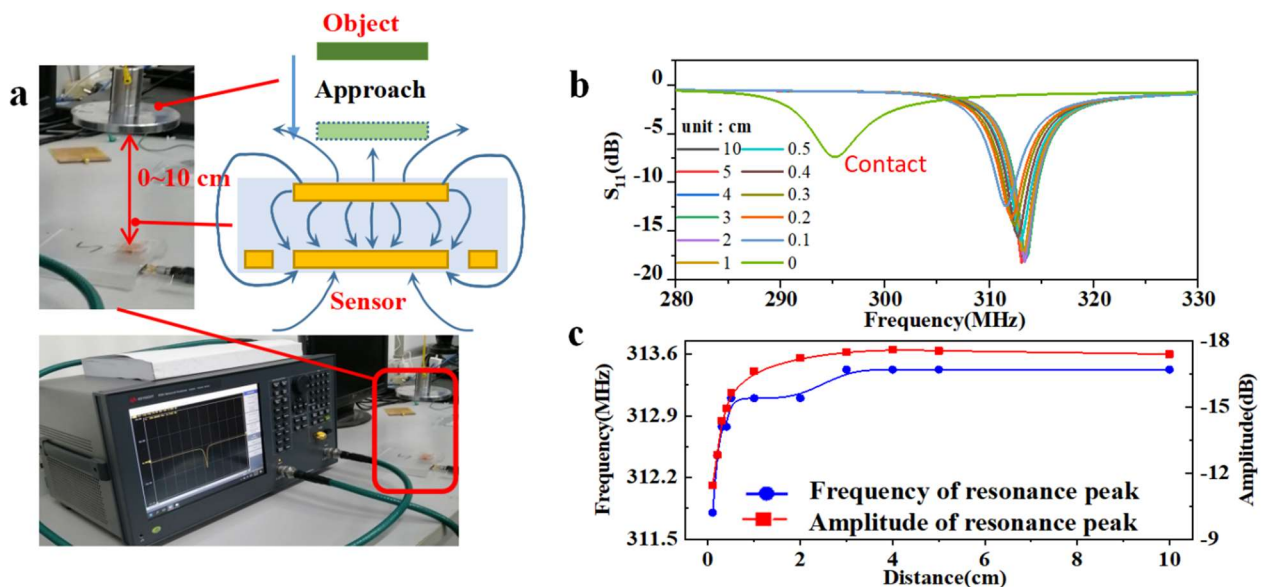 a
Object
Approach
0~10 cm
Sensor
b
0
-5
-10
-15
-20
S11(dB)
unit : cm
10 0.5
5 0.4
4 0.3
3 0.2
2 0.1
1 0
Contact
280 290 300 310 320 330
Frequency(MHz)
c
313.6
312.9
312.2
311.5
Frequency(MHz)
-18
-15
-12
-9
Amplitude(dB)
Frequency of resonance peak
Amplitude of resonance peak
0 2 4 6 8 10
Distance(cm)